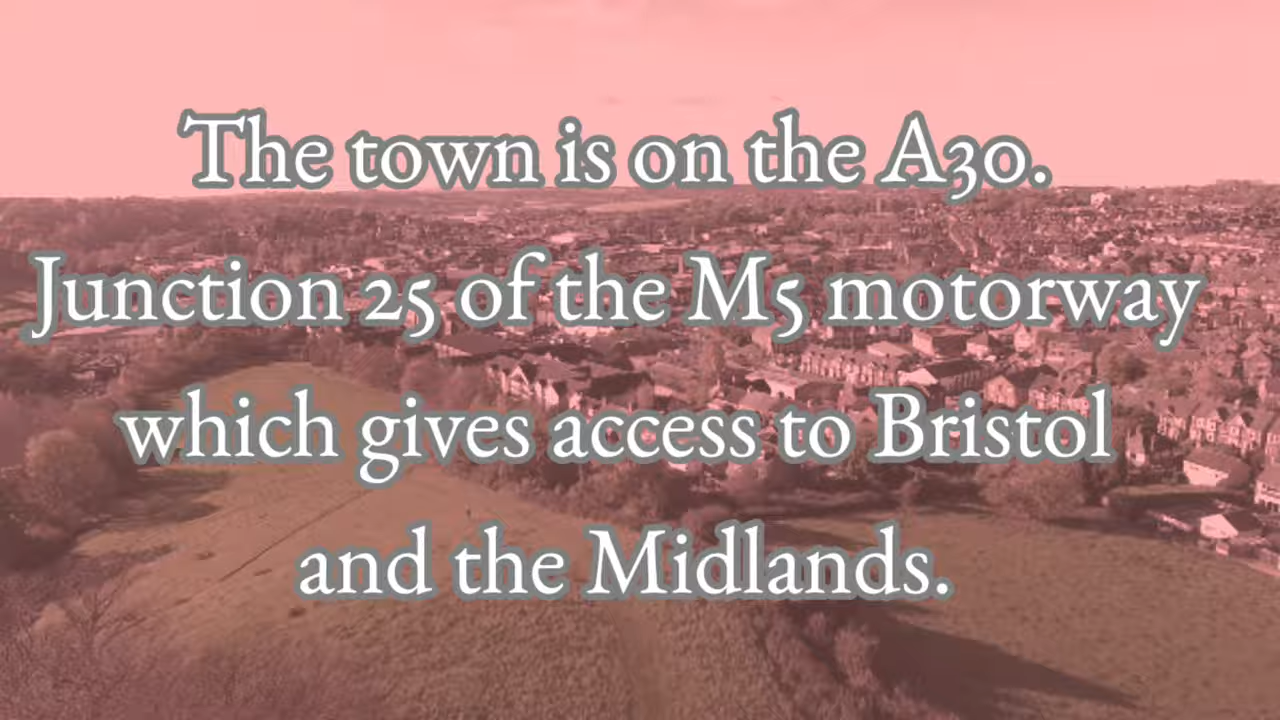 The town is on the A30.
Junction 25 of the M5 motorway
which gives access to Bristol
and the Midlands.